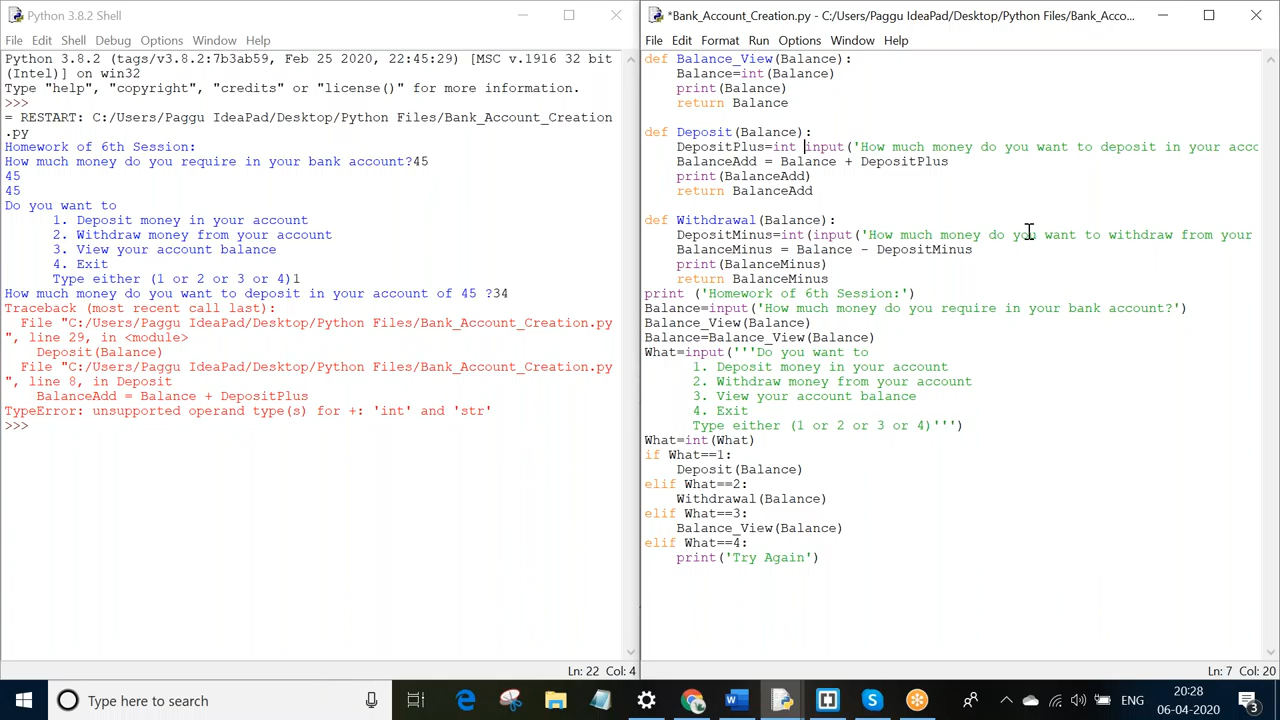 Python 3.8.2 Shell
File Edit Shell Debug Options Window Help
Python 3.8.2 (tags/v3.8.2:7b3ab59, Feb 25 2020, 22:45:29) [MSC v.1916 32 bit
(Intel)] on win32
Type "help", "copyright", "credits" or "license()" for more information.
>>>
= RESTART: C:/Users/Paggu IdeaPad/Desktop/Python Files/Bank_Account_Creation
.py
Homework of 6th Session:
How much money do you require in your bank account?45
45
45
Do you want to
1. Deposit money in your account
2. Withdraw money from your account
3. View your account balance
4. Exit
Type either (1 or 2 or 3 or 4)1
How much money do you want to deposit in your account of 45 ?34
Traceback (most recent call last):
File "C:/Users/Paggu IdeaPad/Desktop/Python Files/Bank_Account_Creation.py
", line 29, in <module>
Deposit(Balance)
File "C:/Users/Paggu IdeaPad/Desktop/Python Files/Bank_Account_Creation.py
", line 8, in Deposit
BalanceAdd = Balance + DepositPlus
TypeError: unsupported operand type(s) for +: 'int' and 'str'
>>>
Ln: 22 Col: 4
*Bank_Account_Creation.py - C:/Users/Paggu IdeaPad/Desktop/Python Files/Bank_Acco...
File Edit Format Run Options Window Help
def Balance_View(Balance):
Balance=int(Balance)
print(Balance)
return Balance
def Deposit(Balance):
DepositPlus=int input('How much money do you want to deposit in your acco
BalanceAdd = Balance + DepositPlus
print(BalanceAdd)
return BalanceAdd
def Withdrawal(Balance):
DepositMinus=int(input('How much money do you want to withdraw from your
BalanceMinus = Balance - DepositMinus
print(BalanceMinus)
return BalanceMinus
print ('Homework of 6th Session:')
Balance=input('How much money do you require in your bank account?')
Balance_View(Balance)
Balance=Balance_View(Balance)
What=input('''Do you want to
1. Deposit money in your account
2. Withdraw money from your account
3. View your account balance
4. Exit
Type either (1 or 2 or 3 or 4)''')
What=int(What)
if What==1:
Deposit(Balance)
elif What==2:
Withdrawal(Balance)
elif What==3:
Balance_View(Balance)
elif What==4:
print('Try Again')
Ln: 7 Col: 20
Type here to search
ENG
20:28
06-04-2020
3